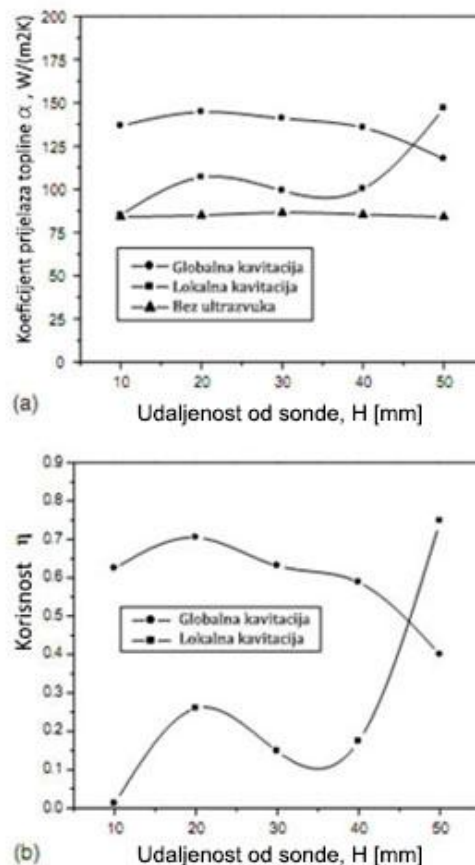 Koeficijent prijelaza topline α , W/(m2K)
200
175
150
125
100
75
50
25
0
Globalna kavitacija
Lokalna kavitacija
Bez ultrazvuka
10 20 30 40 50
(a)
Udaljenost od sonde, H [mm]
Korisnost η
0.9
0.8
0.7
0.6
0.5
0.4
0.3
0.2
0.1
0.0
Globalna kavitacija
Lokalna kavitacija
10 20 30 40 50
(b)
Udaljenost od sonde, H [mm]